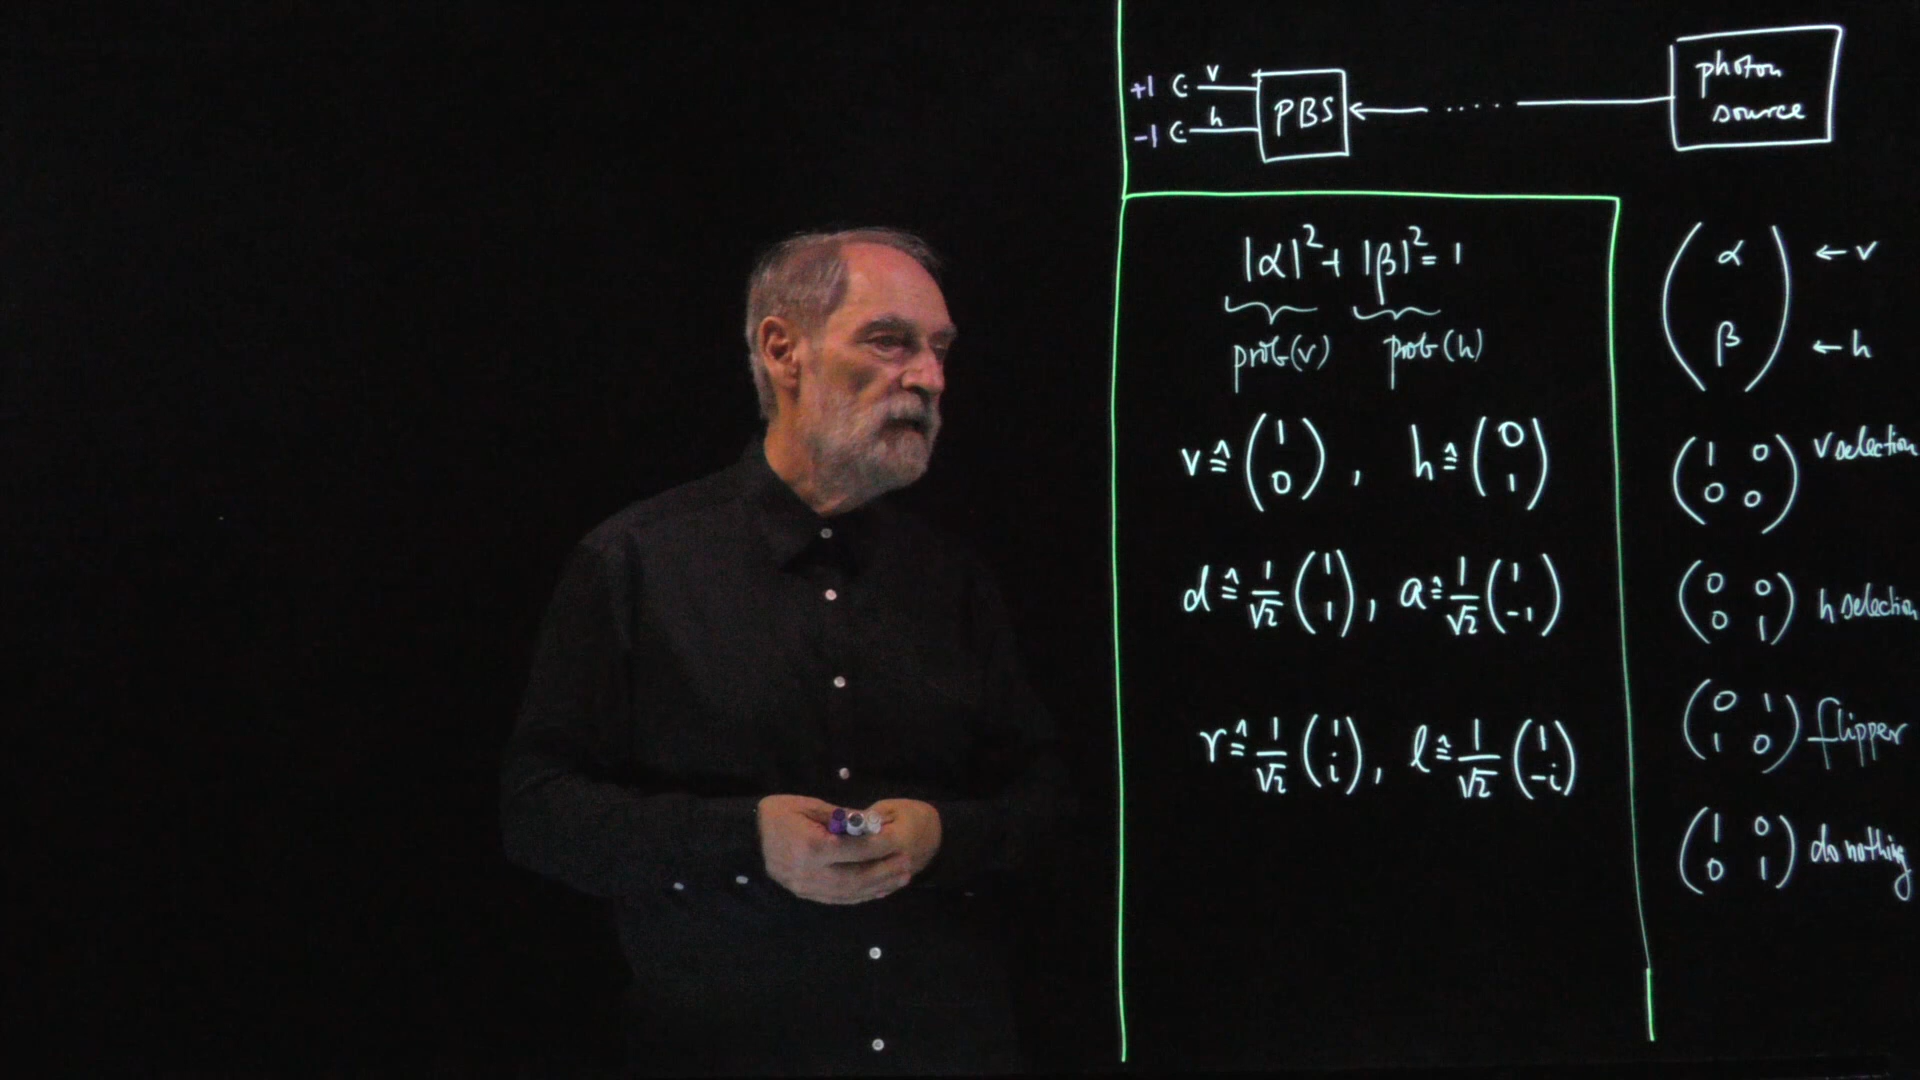 +1 v PBS .... photon source
-1 h
|α|² + |β|² = 1
prob(v) prob(h)
v ≙ (1 0), h ≙ (0 1)
d ≙ 1/√2 (1 1), a ≙ 1/√2 (1 -1)
r ≙ 1/√2 (1 i), l ≙ 1/√2 (1 -i)
α ← v
β ← h
(1 0
0 0) v selection
(0 0
0 1) h selection
(0 1
1 0) flipper
(1 0
0 1) do nothing